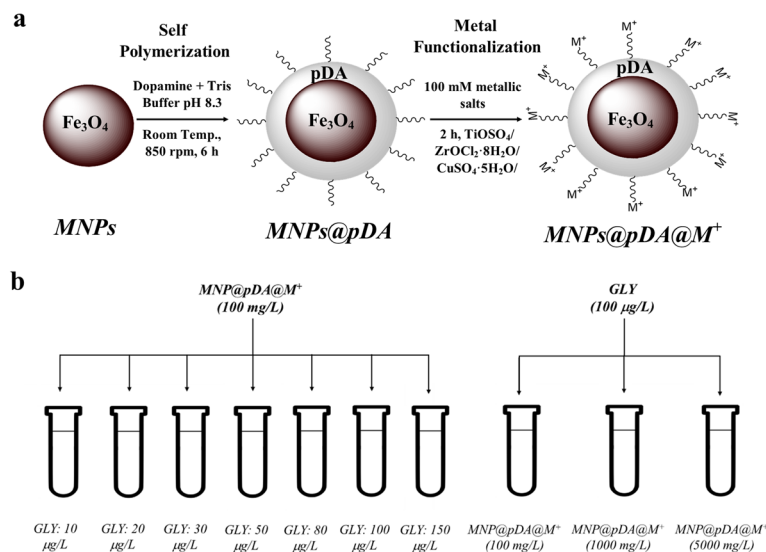 a
Self
Polymerization
Dopamine + Tris
Buffer pH 8.3
Room Temp.,
850 rpm, 6 h
Fe₃O₄
MNPs
pDA
Fe₃O₄
MNPs@pDA
Metal
Functionalization
100 mM metallic
salts
2 h, TiOSO₄/
ZrOCl₂·8H₂O/
CuSO₄·5H₂O/
M⁺
M⁺
M⁺
M⁺
M⁺
M⁺
M⁺
M⁺
M⁺
M⁺
M⁺
M⁺
pDA
Fe₃O₄
MNPs@pDA@M⁺
b
MNP@pDA@M⁺
(100 mg/L)
GLY
(100 µg/L)
GLY: 10
µg/L
GLY: 20
µg/L
GLY: 30
µg/L
GLY: 50
µg/L
GLY: 80
µg/L
GLY: 100
µg/L
GLY: 150
µg/L
MNP@pDA@M⁺
(100 mg/L)
MNP@pDA@M⁺
(1000 mg/L)
MNP@pDA@M⁺
(5000 mg/L)